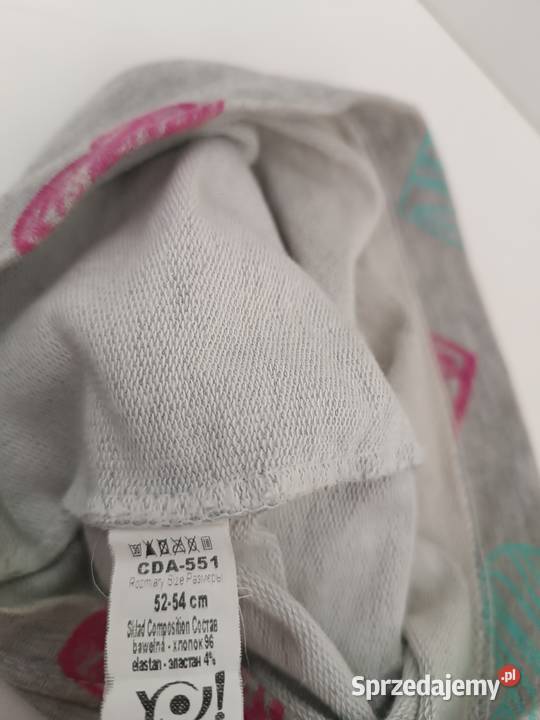 CDA-551
Rozmiary Size Размеры
52-54 cm
Skład Composition Состав
bawełna - хлопок 96
elastan - эластан 4%
YO!
Sprzedajemy.pl